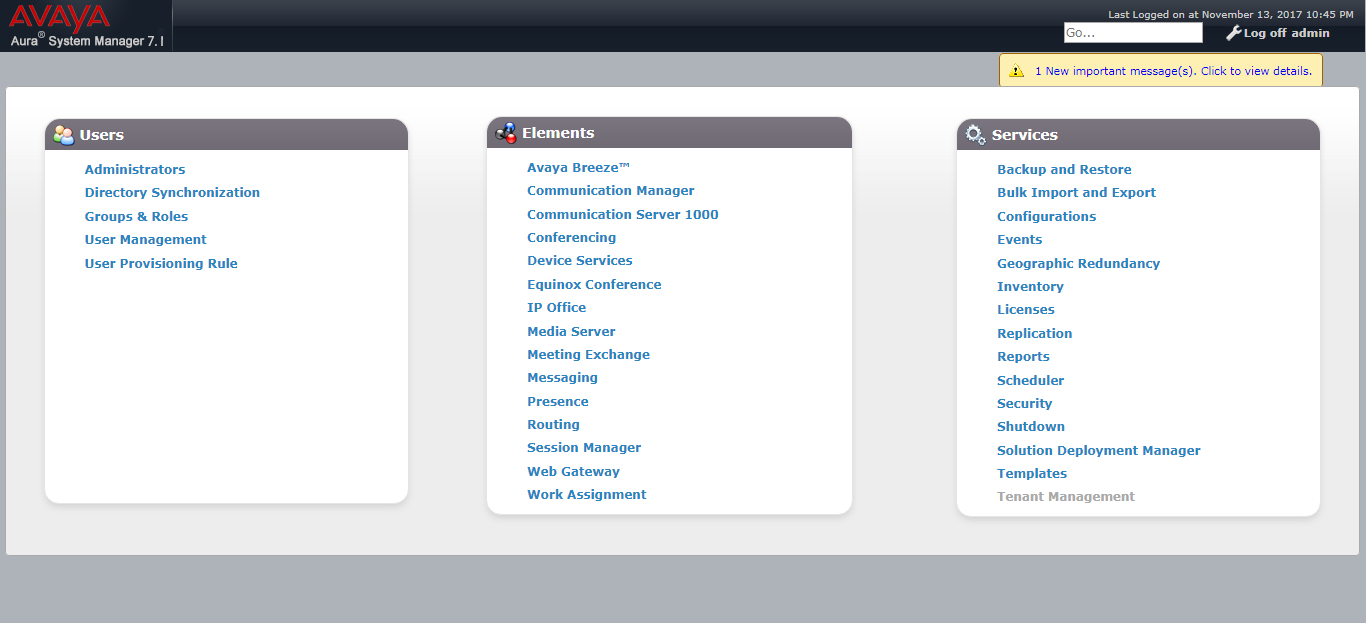 AVAYA
Aura® System Manager 7.
Last Logged on at November 13, 2017 10:45 PM
Go...
Log off admin
1 New important message(s). Click to view details.
Users
Administrators
Directory Synchronization
Groups & Roles
User Management
User Provisioning Rule
Elements
Avaya Breeze™
Communication Manager
Communication Server 1000
Conferencing
Device Services
Equinox Conference
IP Office
Media Server
Meeting Exchange
Messaging
Presence
Routing
Session Manager
Web Gateway
Work Assignment
Services
Backup and Restore
Bulk Import and Export
Configurations
Events
Geographic Redundancy
Inventory
Licenses
Replication
Reports
Scheduler
Security
Shutdown
Solution Deployment Manager
Templates
Tenant Management